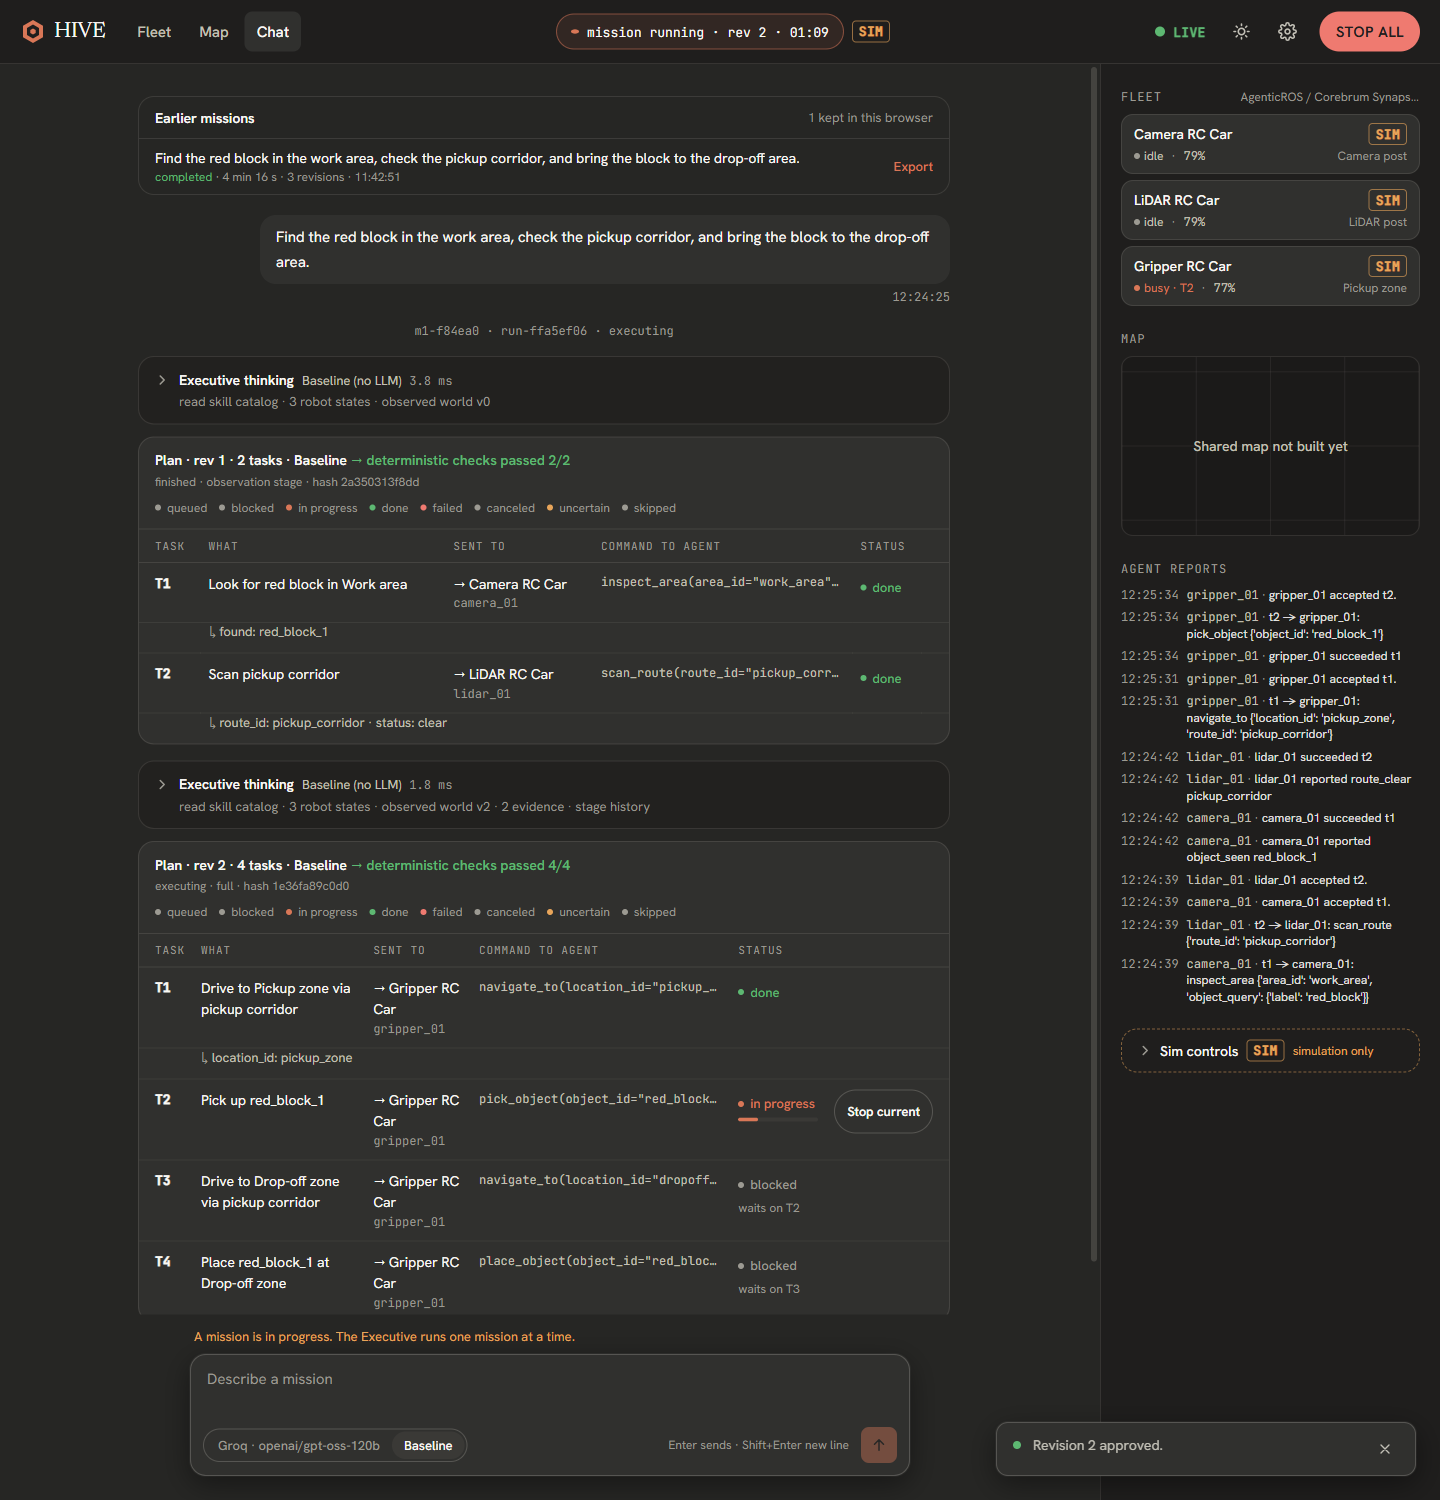 HIVE Fleet Map Chat
mission running · rev 2 · 01:09 SIM
LIVE STOP ALL
Earlier missions 1 kept in this browser
Find the red block in the work area, check the pickup corridor, and bring the block to the drop-off area.
completed · 4 min 16 s · 3 revisions · 11:42:51
Export
Find the red block in the work area, check the pickup corridor, and bring the block to the drop-off
area.
12:24:25
m1-f84ea0 · run-ffa5ef06 · executing
Executive thinking Baseline (no LLM) 3.8 ms
read skill catalog · 3 robot states · observed world v0
Plan · rev 1 · 2 tasks · Baseline → deterministic checks passed 2/2
finished · observation stage · hash 2a350313f8dd
queued blocked in progress done failed canceled uncertain skipped
TASK WHAT SENT TO COMMAND TO AGENT STATUS
T1 Look for red block in Work area → Camera RC Car inspect_area(area_id="work_area"… done
camera_01
↳ found: red_block_1
T2 Scan pickup corridor → LiDAR RC Car scan_route(route_id="pickup_corr… done
lidar_01
↳ route_id: pickup_corridor · status: clear
Executive thinking Baseline (no LLM) 1.8 ms
read skill catalog · 3 robot states · observed world v2 · 2 evidence · stage history
Plan · rev 2 · 4 tasks · Baseline → deterministic checks passed 4/4
executing · full · hash 1e36fa89c0d0
queued blocked in progress done failed canceled uncertain skipped
TASK WHAT SENT TO COMMAND TO AGENT STATUS
T1 Drive to Pickup zone via → Gripper RC navigate_to(location_id="pickup_… done
pickup corridor Car
gripper_01
↳ location_id: pickup_zone
T2 Pick up red_block_1 → Gripper RC pick_object(object_id="red_block… in progress Stop current
Car
gripper_01
T3 Drive to Drop-off zone → Gripper RC navigate_to(location_id="dropoff… blocked
via pickup corridor Car waits on T2
gripper_01
T4 Place red_block_1 at → Gripper RC place_object(object_id="red_bloc… blocked
Drop-off zone Car waits on T3
gripper_01
A mission is in progress. The Executive runs one mission at a time.
Describe a mission
Groq · openai/gpt-oss-120b Baseline Enter sends · Shift+Enter new line
FLEET AgenticROS / Corebrum Synaps…
Camera RC Car SIM
idle · 79% Camera post
LiDAR RC Car SIM
idle · 79% LiDAR post
Gripper RC Car SIM
busy · T2 · 77% Pickup zone
MAP
Shared map not built yet
AGENT REPORTS
12:25:34 gripper_01 · gripper_01 accepted t2.
12:25:34 gripper_01 · t2 → gripper_01:
pick_object {'object_id': 'red_block_1'}
12:25:34 gripper_01 · gripper_01 succeeded t1
12:25:31 gripper_01 · gripper_01 accepted t1.
12:25:31 gripper_01 · t1 → gripper_01:
navigate_to {'location_id': 'pickup_zone',
'route_id': 'pickup_corridor'}
12:24:42 lidar_01 · lidar_01 succeeded t2
12:24:42 lidar_01 · lidar_01 reported route_clear
pickup_corridor
12:24:42 camera_01 · camera_01 succeeded t1
12:24:42 camera_01 · camera_01 reported
object_seen red_block_1
12:24:39 lidar_01 · lidar_01 accepted t2.
12:24:39 camera_01 · camera_01 accepted t1.
12:24:39 lidar_01 · t2 → lidar_01: scan_route
{'route_id': 'pickup_corridor'}
12:24:39 camera_01 · t1 → camera_01:
inspect_area {'area_id': 'work_area',
'object_query': {'label': 'red_block'}}
Sim controls SIM simulation only
Revision 2 approved.